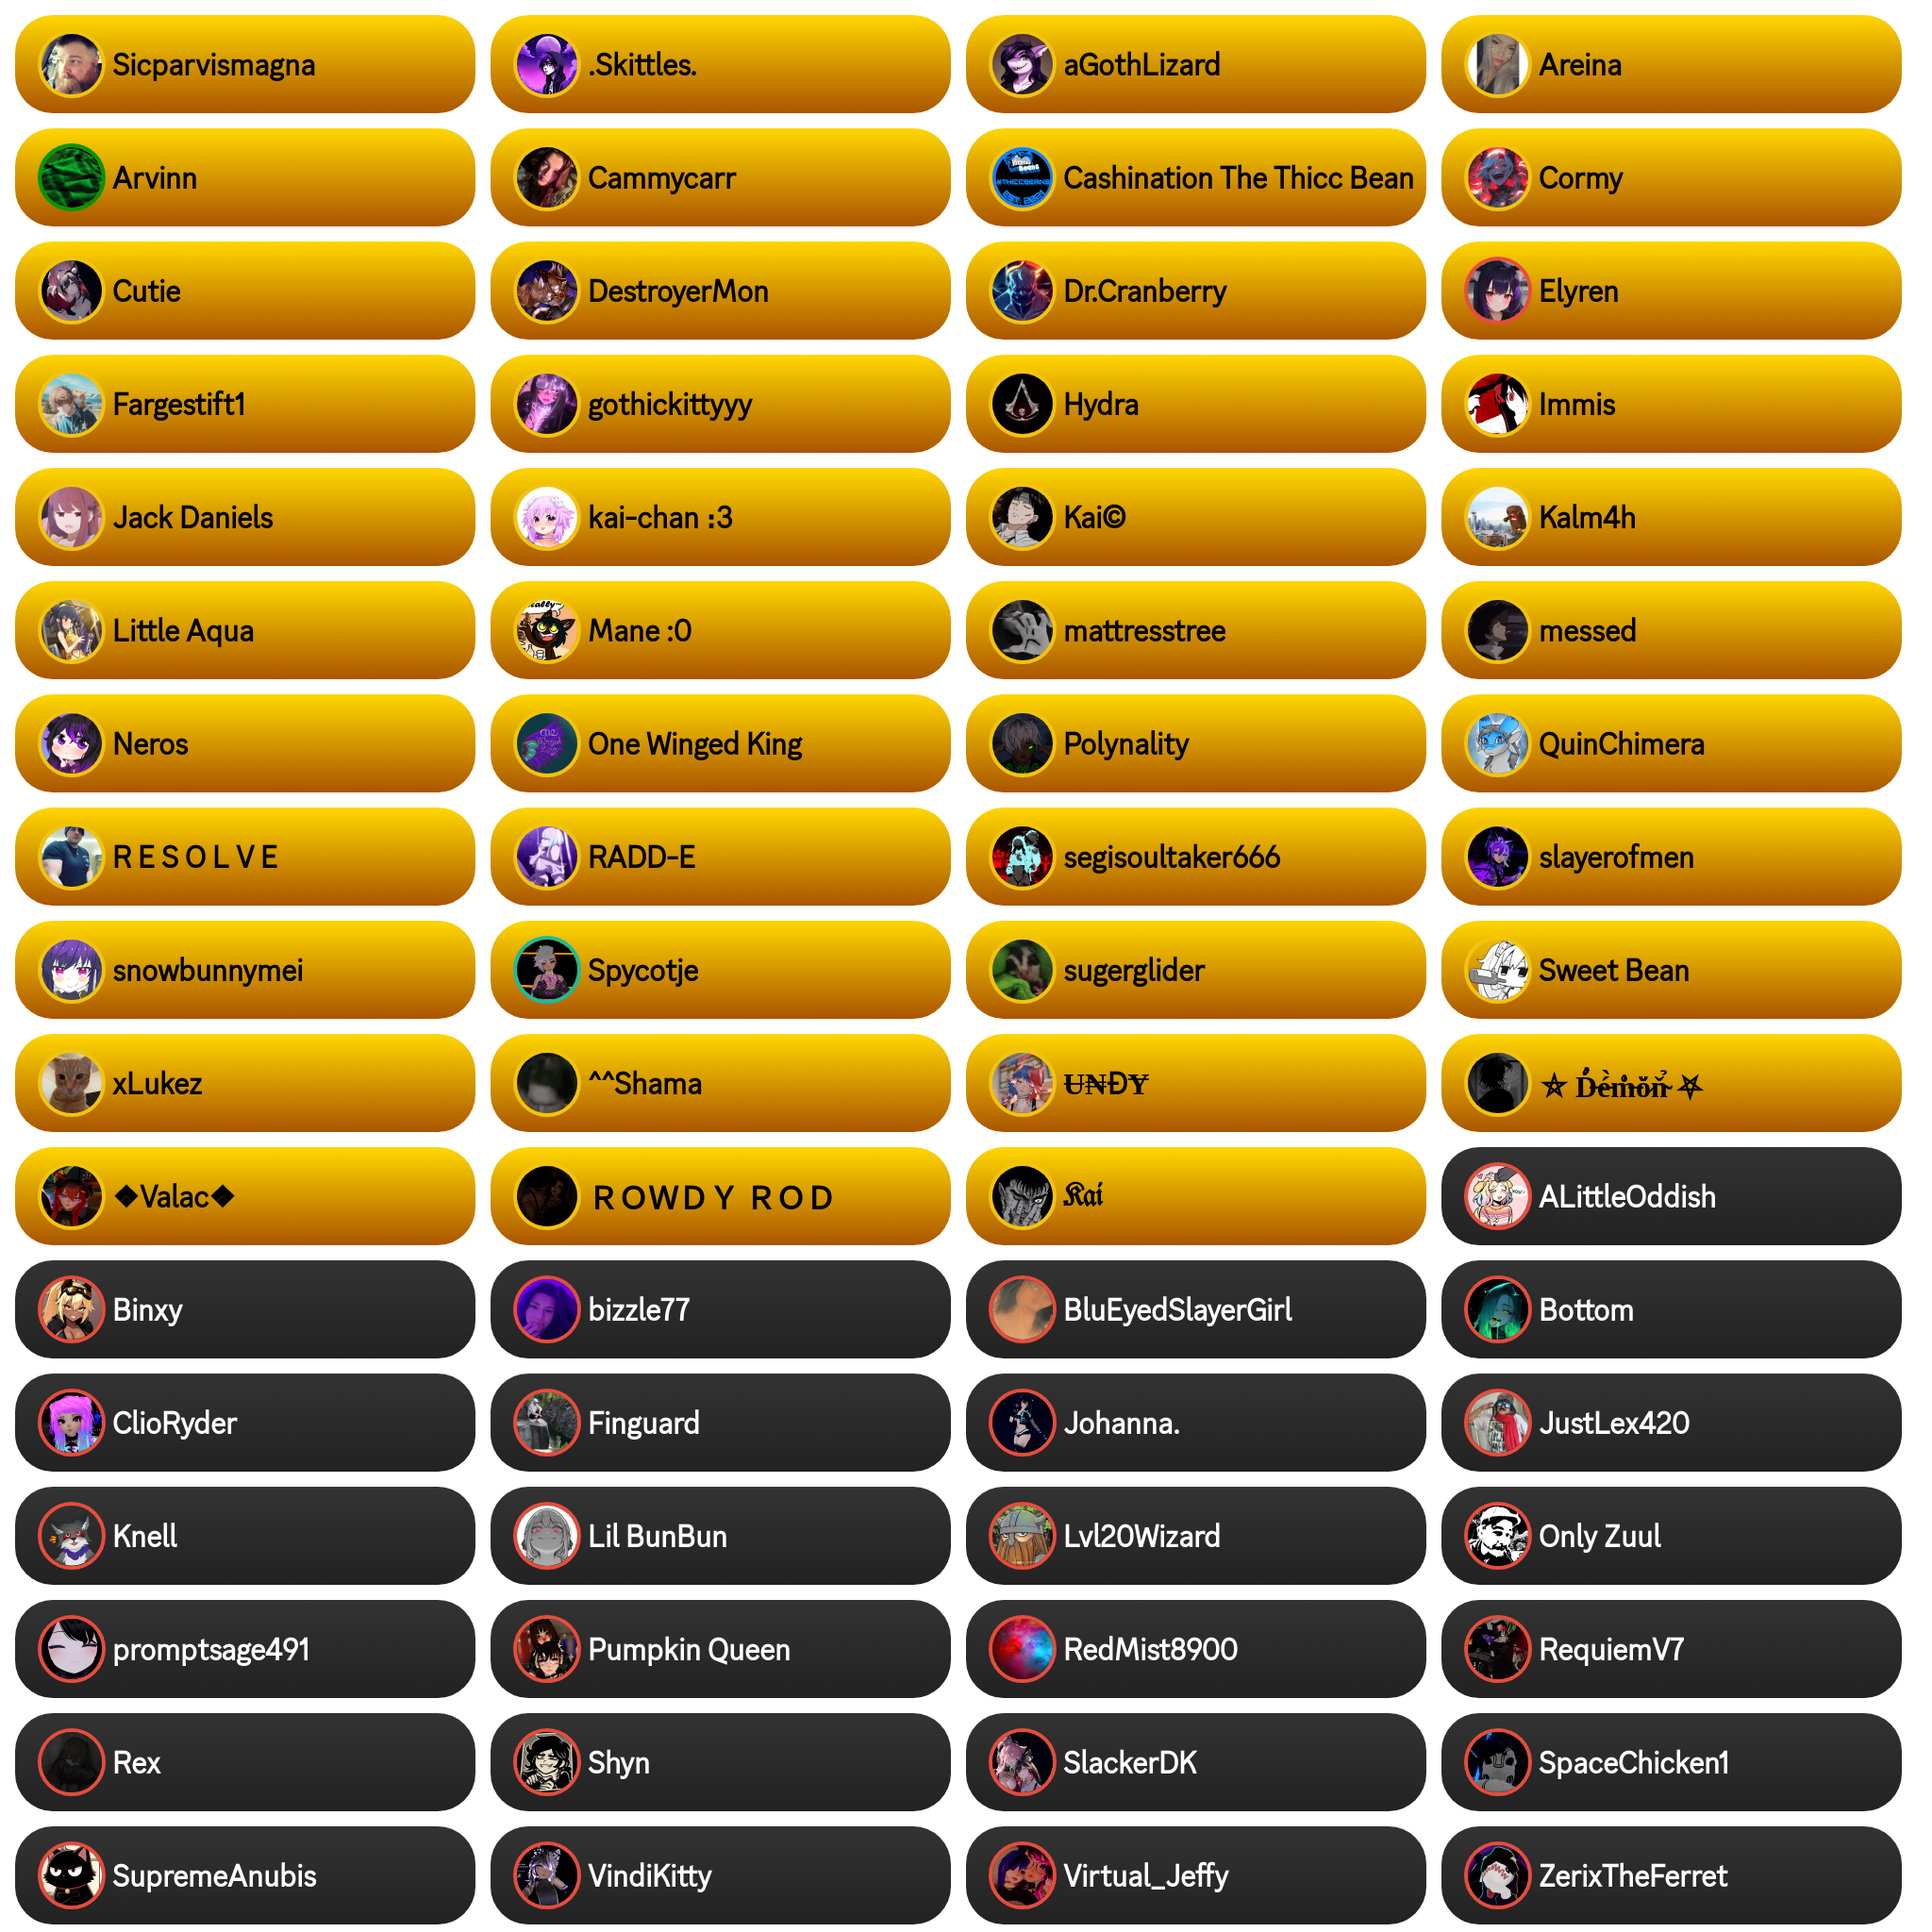 Sicparvismagna
.Skittles.
aGothLizard
Areina
Arvinn
Cammycarr
Cashination The Thicc Bean
Cormy
Cutie
DestroyerMon
Dr.Cranberry
Elyren
Fargestift1
gothickittyyy
Hydra
Immis
Jack Daniels
kai-chan :3
Kai©
Kalm4h
Little Aqua
Mane :0
mattresstree
messed
Neros
One Winged King
Polynality
QuinChimera
R E S O L V E
RADD-E
segisoultaker666
slayerofmen
snowbunnymei
Spycotje
sugerglider
Sweet Bean
xLukez
^^Shama
U̶N̶ĐY̶
⛤ D̴́è̴m̴̊ŏ̴n̴̉ ⛧
❖Valac❖
ＲＯＷＤＹ ＲＯＤ
𝕶𝖆𝖎
ALittleOddish
Binxy
bizzle77
BluEyedSlayerGirl
Bottom
ClioRyder
Finguard
Johanna.
JustLex420
Knell
Lil BunBun
Lvl20Wizard
Only Zuul
promptsage491
Pumpkin Queen
RedMist8900
RequiemV7
Rex
Shyn
SlackerDK
SpaceChicken1
SupremeAnubis
VindiKitty
Virtual_Jeffy
ZerixTheFerret